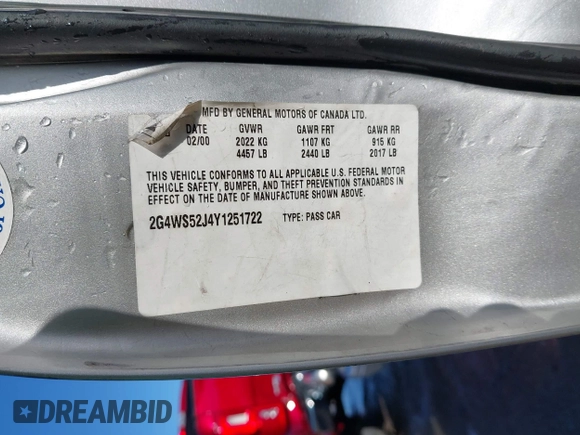 MFD BY GENERAL MOTORS OF CANADA LTD.
DATE GVWR GAWR FRT GAWR RR
02/00 2022 KG 1107 KG 915 KG
4457 LB 2440 LB 2017 LB
THIS VEHICLE CONFORMS TO ALL APPLICABLE U.S. FEDERAL MOTOR
VEHICLE SAFETY, BUMPER, AND THEFT PREVENTION STANDARDS IN
EFFECT ON THE DATE OF MANUFACTURE SHOWN ABOVE.
2G4WS52J4Y1251722 TYPE: PASS CAR
DREAMBID